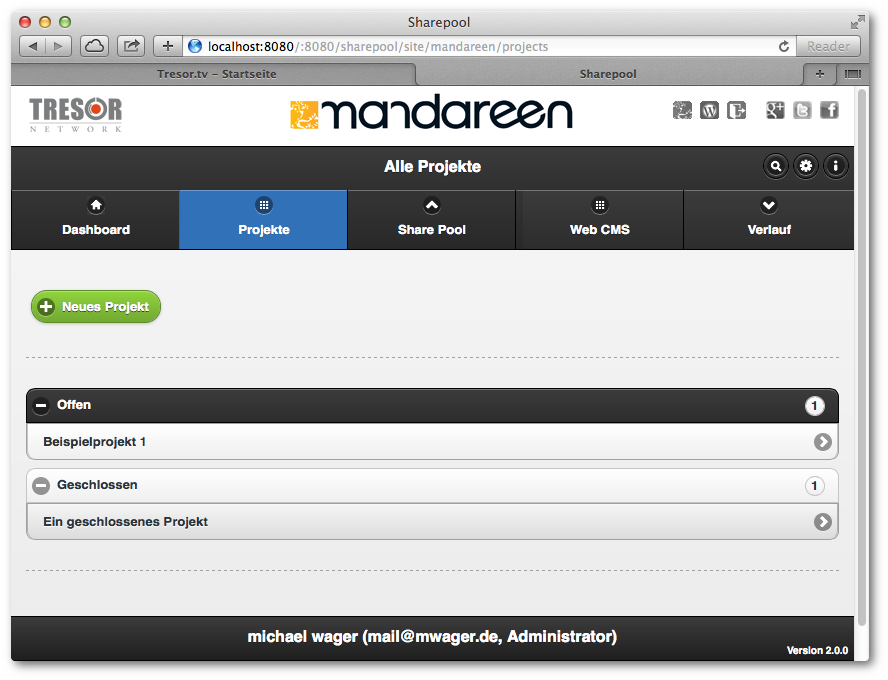 Sharepool
localhost:8080/:8080/sharepool/site/mandareen/projects
Reader
Tresor.tv – Startseite
Sharepool
TRESOR
NETWORK
mandareen
Alle Projekte
Dashboard
Projekte
Share Pool
Web CMS
Verlauf
Neues Projekt
Offen
1
Beispielprojekt 1
Geschlossen
1
Ein geschlossenes Projekt
michael wager (mail@mwager.de, Administrator)
Version 2.0.0